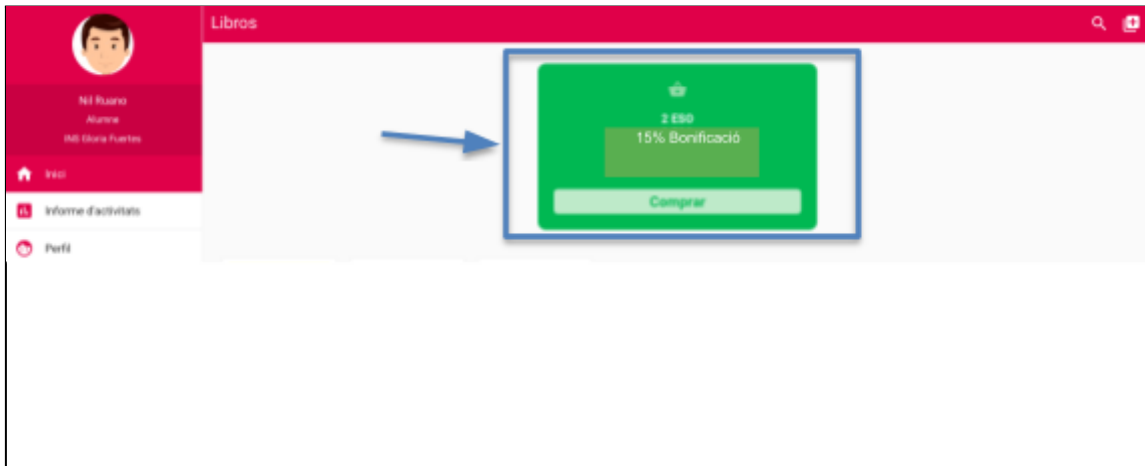 Libros
Nil Ruano
Alumne
INS Gloria Fuertes
Inici
Informe d'activitats
Perfil
2 ESO
15% Bonificació
Comprar